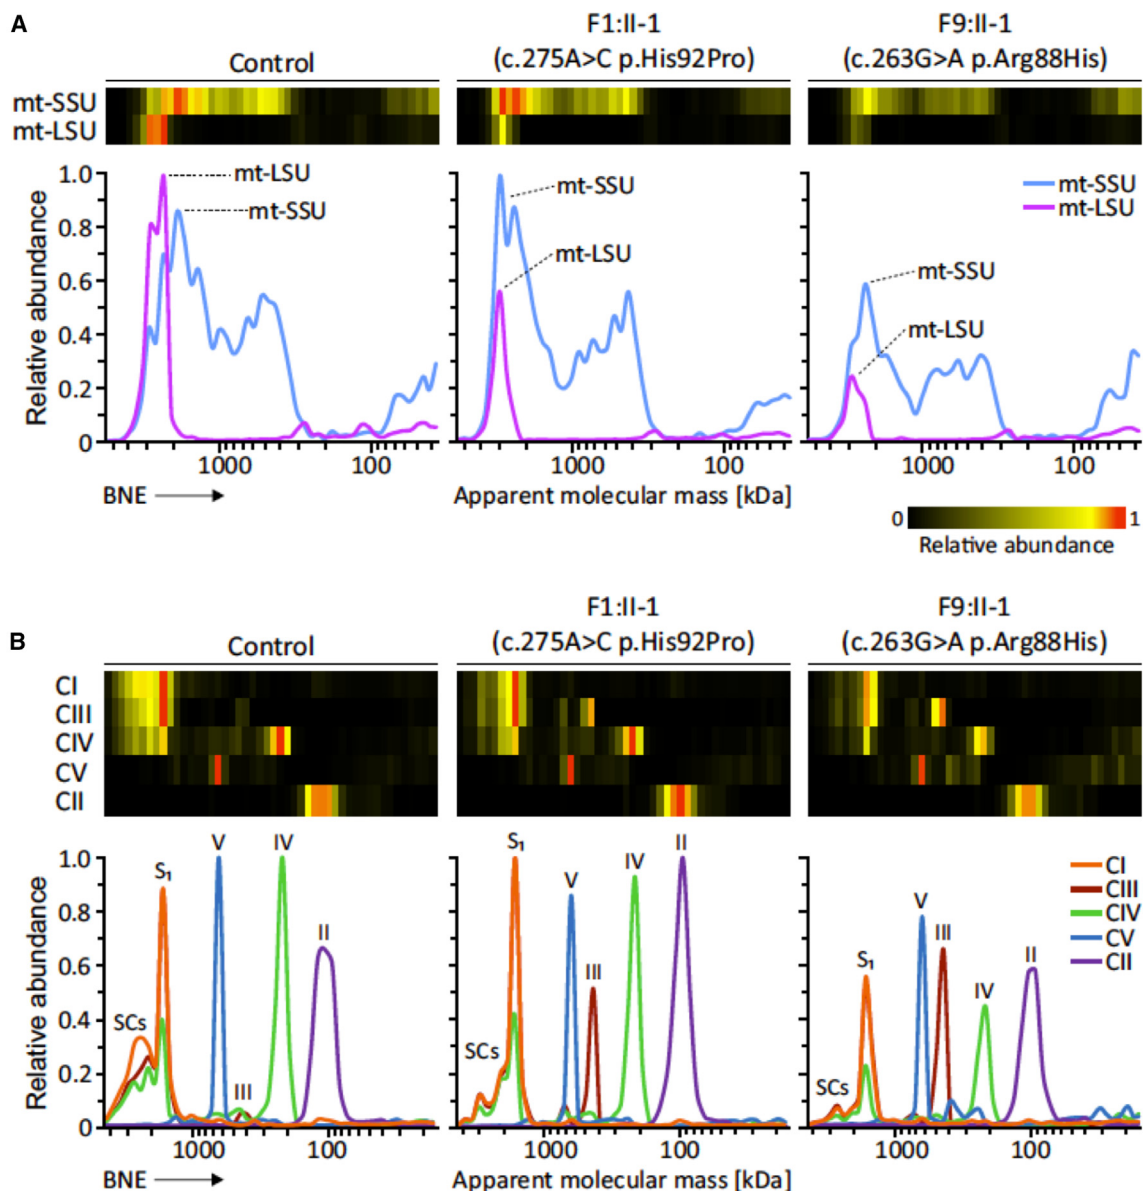 A
Control
F1:II-1
(c.275A>C p.His92Pro)
F9:II-1
(c.263G>A p.Arg88His)
mt-SSU
mt-LSU
Relative abundance
1.0
0.8
0.6
0.4
0.2
0
mt-LSU
mt-SSU
mt-SSU
mt-LSU
mt-SSU
mt-LSU
mt-SSU
mt-LSU
1000 100
1000 100
1000 100
BNE
Apparent molecular mass [kDa]
0 1
Relative abundance
B
Control
F1:II-1
(c.275A>C p.His92Pro)
F9:II-1
(c.263G>A p.Arg88His)
CI
CIII
CIV
CV
CII
Relative abundance
1.0
0.8
0.6
0.4
0.2
0
SCs
S1
V
III
IV
II
SCs
S1
V
III
IV
II
SCs
S1
V
III
IV
II
CI
CIII
CIV
CV
CII
1000 100
1000 100
1000 100
BNE
Apparent molecular mass [kDa]